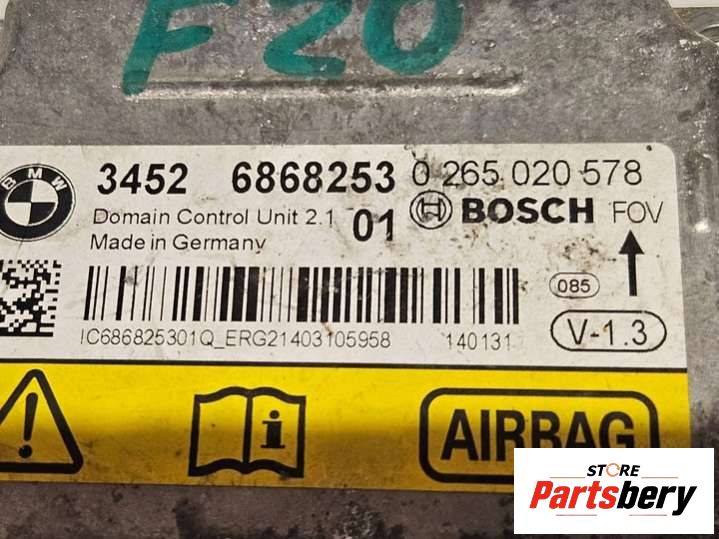 F20
BMW
3452 6868253 0 265 020 578
Domain Control Unit 2.1 01 BOSCH FOV
Made in Germany
085
IC686825301Q_ERG21403105958 140131
V-1.3
i AIRBAG
STORE
Partsbery